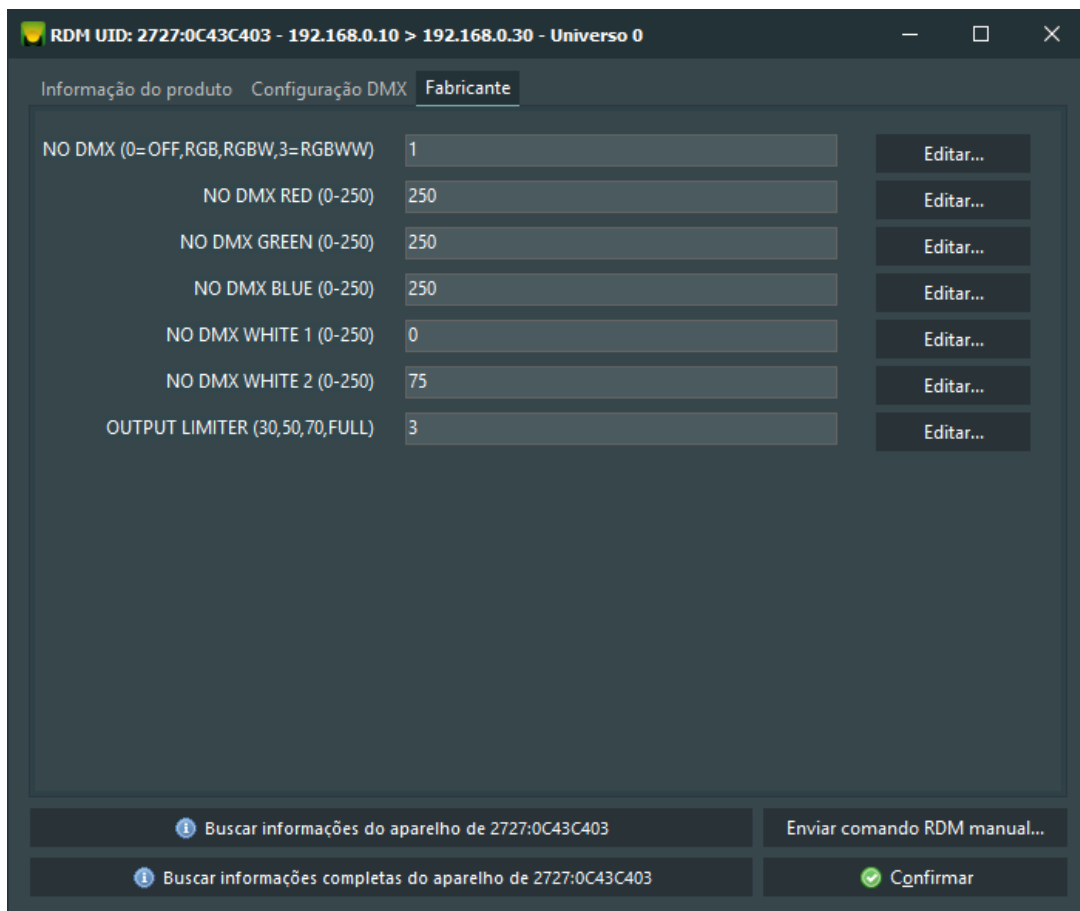 RDM UID: 2727:0C43C403 - 192.168.0.10 > 192.168.0.30 - Universo 0
Informação do produto Configuração DMX Fabricante
NO DMX (0=OFF,RGB,RGBW,3=RGBWW) 1 Editar...
NO DMX RED (0-250) 250 Editar...
NO DMX GREEN (0-250) 250 Editar...
NO DMX BLUE (0-250) 250 Editar...
NO DMX WHITE 1 (0-250) 0 Editar...
NO DMX WHITE 2 (0-250) 75 Editar...
OUTPUT LIMITER (30,50,70,FULL) 3 Editar...
Buscar informações do aparelho de 2727:0C43C403 Enviar comando RDM manual...
Buscar informações completas do aparelho de 2727:0C43C403 Confirmar